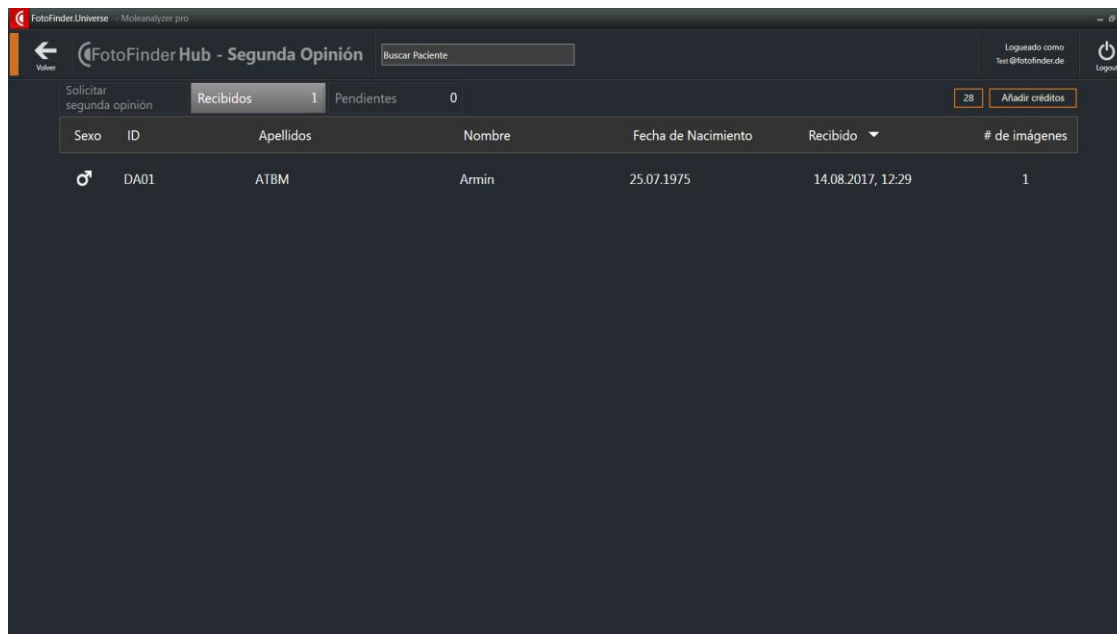 FotoFinder.Universe - Moleanalyzer pro
Volver
FotoFinder Hub - Segunda Opinión
Buscar Paciente
Logueado como
Test@fotofinder.de
Logout
Solicitar
segunda opinión
Recibidos 1
Pendientes 0
28
Añadir créditos
Sexo ID Apellidos Nombre Fecha de Nacimiento Recibido # de imágenes
DA01 ATBM Armin 25.07.1975 14.08.2017, 12:29 1